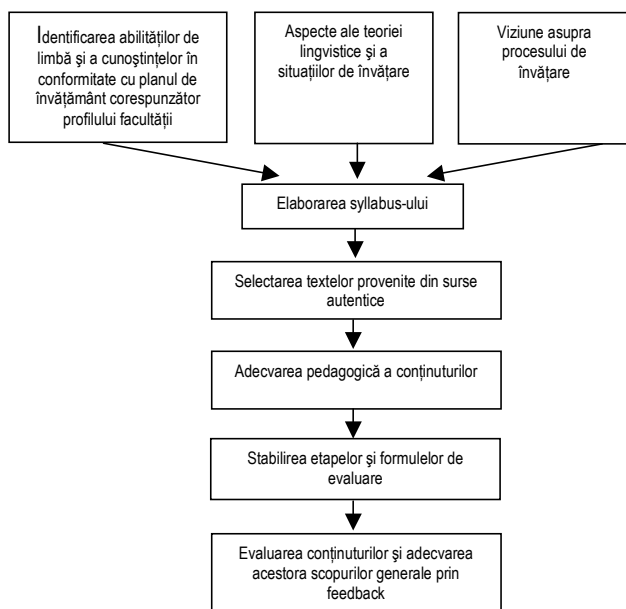 Identificarea abilităţilor de
limbă şi a cunoştinţelor în
conformitate cu planul de
învăţământ corespunzător
profilului facultăţii
Aspecte ale teoriei
lingvistice şi a
situaţiilor de învăţare
Viziune asupra
procesului de
învăţare
Elaborarea syllabus-ului
Selectarea textelor provenite din surse
autentice
Adecvarea pedagogică a conţinuturilor
Stabilirea etapelor şi formulelor de
evaluare
Evaluarea conţinuturilor şi adecvarea
acestora scopurilor generale prin
feedback